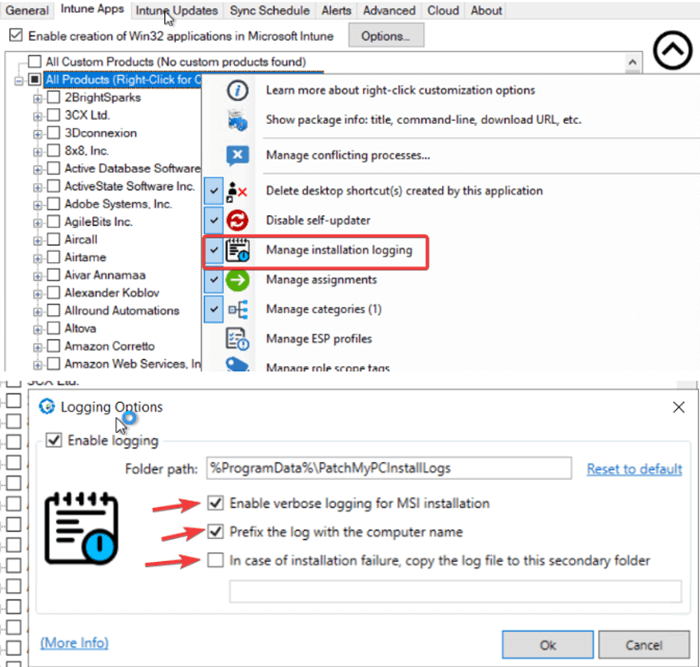 General Intune Apps Intune Updates Sync Schedule Alerts Advanced Cloud About
Enable creation of Win32 applications in Microsoft Intune Options...
All Custom Products (No custom products found)
All Products (Right-Click for C
2BrightSparks
3CX Ltd.
3Dconnexion
8x8, Inc.
Active Database Software
ActiveState Software Inc.
Adobe Systems, Inc.
AgileBits Inc.
Aircall
Airtame
Aivar Annamaa
Alexander Koblov
Allround Automations
Altova
Amazon Corretto
Amazon Web Services, In
Learn more about right-click customization options
Show package info: title, command-line, download URL, etc.
Manage conflicting processes...
Delete desktop shortcut(s) created by this application
Disable self-updater
Manage installation logging
Manage assignments
Manage categories (1)
Manage ESP profiles
Manage role scope tags
3CX Ltd.
Logging Options
Enable logging
Folder path: %ProgramData%\PatchMyPCInstallLogs Reset to default
Enable verbose logging for MSI installation
Prefix the log with the computer name
In case of installation failure, copy the log file to this secondary folder
(More Info) Ok Cancel